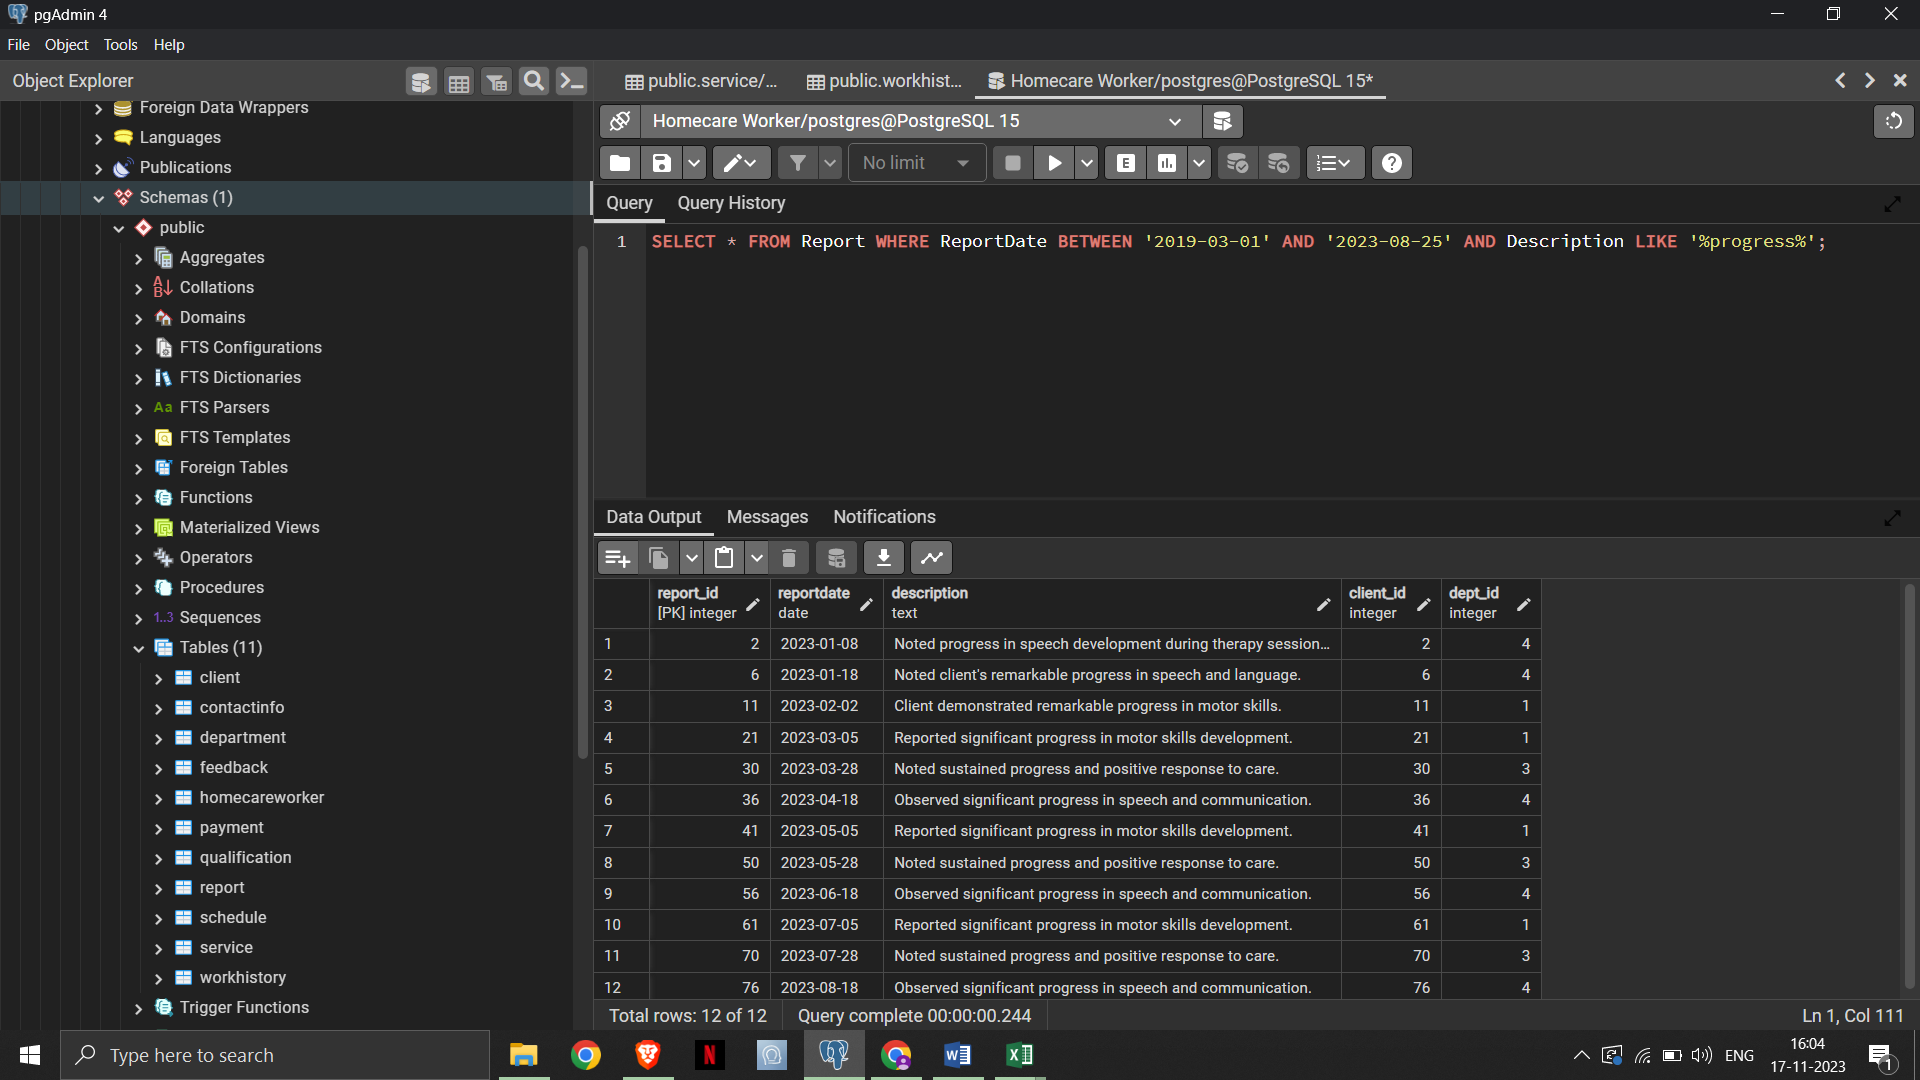 pgAdmin 4
File Object Tools Help
Object Explorer
public.service/... public.workhist... Homecare Worker/postgres@PostgreSQL 15*
Foreign Data Wrappers
Languages
Publications
Schemas (1)
public
Aggregates
Collations
Domains
FTS Configurations
FTS Dictionaries
Aa FTS Parsers
FTS Templates
Foreign Tables
Functions
Materialized Views
Operators
Procedures
1..3 Sequences
Tables (11)
client
contactinfo
department
feedback
homecareworker
payment
qualification
report
schedule
service
workhistory
Trigger Functions
Homecare Worker/postgres@PostgreSQL 15
No limit E
Query Query History
1 SELECT * FROM Report WHERE ReportDate BETWEEN '2019-03-01' AND '2023-08-25' AND Description LIKE '%progress%';
Data Output Messages Notifications
report_id reportdate description client_id dept_id
[PK] integer date text integer integer
1 2 2023-01-08 Noted progress in speech development during therapy session... 2 4
2 6 2023-01-18 Noted client's remarkable progress in speech and language. 6 4
3 11 2023-02-02 Client demonstrated remarkable progress in motor skills. 11 1
4 21 2023-03-05 Reported significant progress in motor skills development. 21 1
5 30 2023-03-28 Noted sustained progress and positive response to care. 30 3
6 36 2023-04-18 Observed significant progress in speech and communication. 36 4
7 41 2023-05-05 Reported significant progress in motor skills development. 41 1
8 50 2023-05-28 Noted sustained progress and positive response to care. 50 3
9 56 2023-06-18 Observed significant progress in speech and communication. 56 4
10 61 2023-07-05 Reported significant progress in motor skills development. 61 1
11 70 2023-07-28 Noted sustained progress and positive response to care. 70 3
12 76 2023-08-18 Observed significant progress in speech and communication. 76 4
Total rows: 12 of 12 Query complete 00:00:00.244 Ln 1, Col 111
Type here to search
ENG
16:04
17-11-2023
1